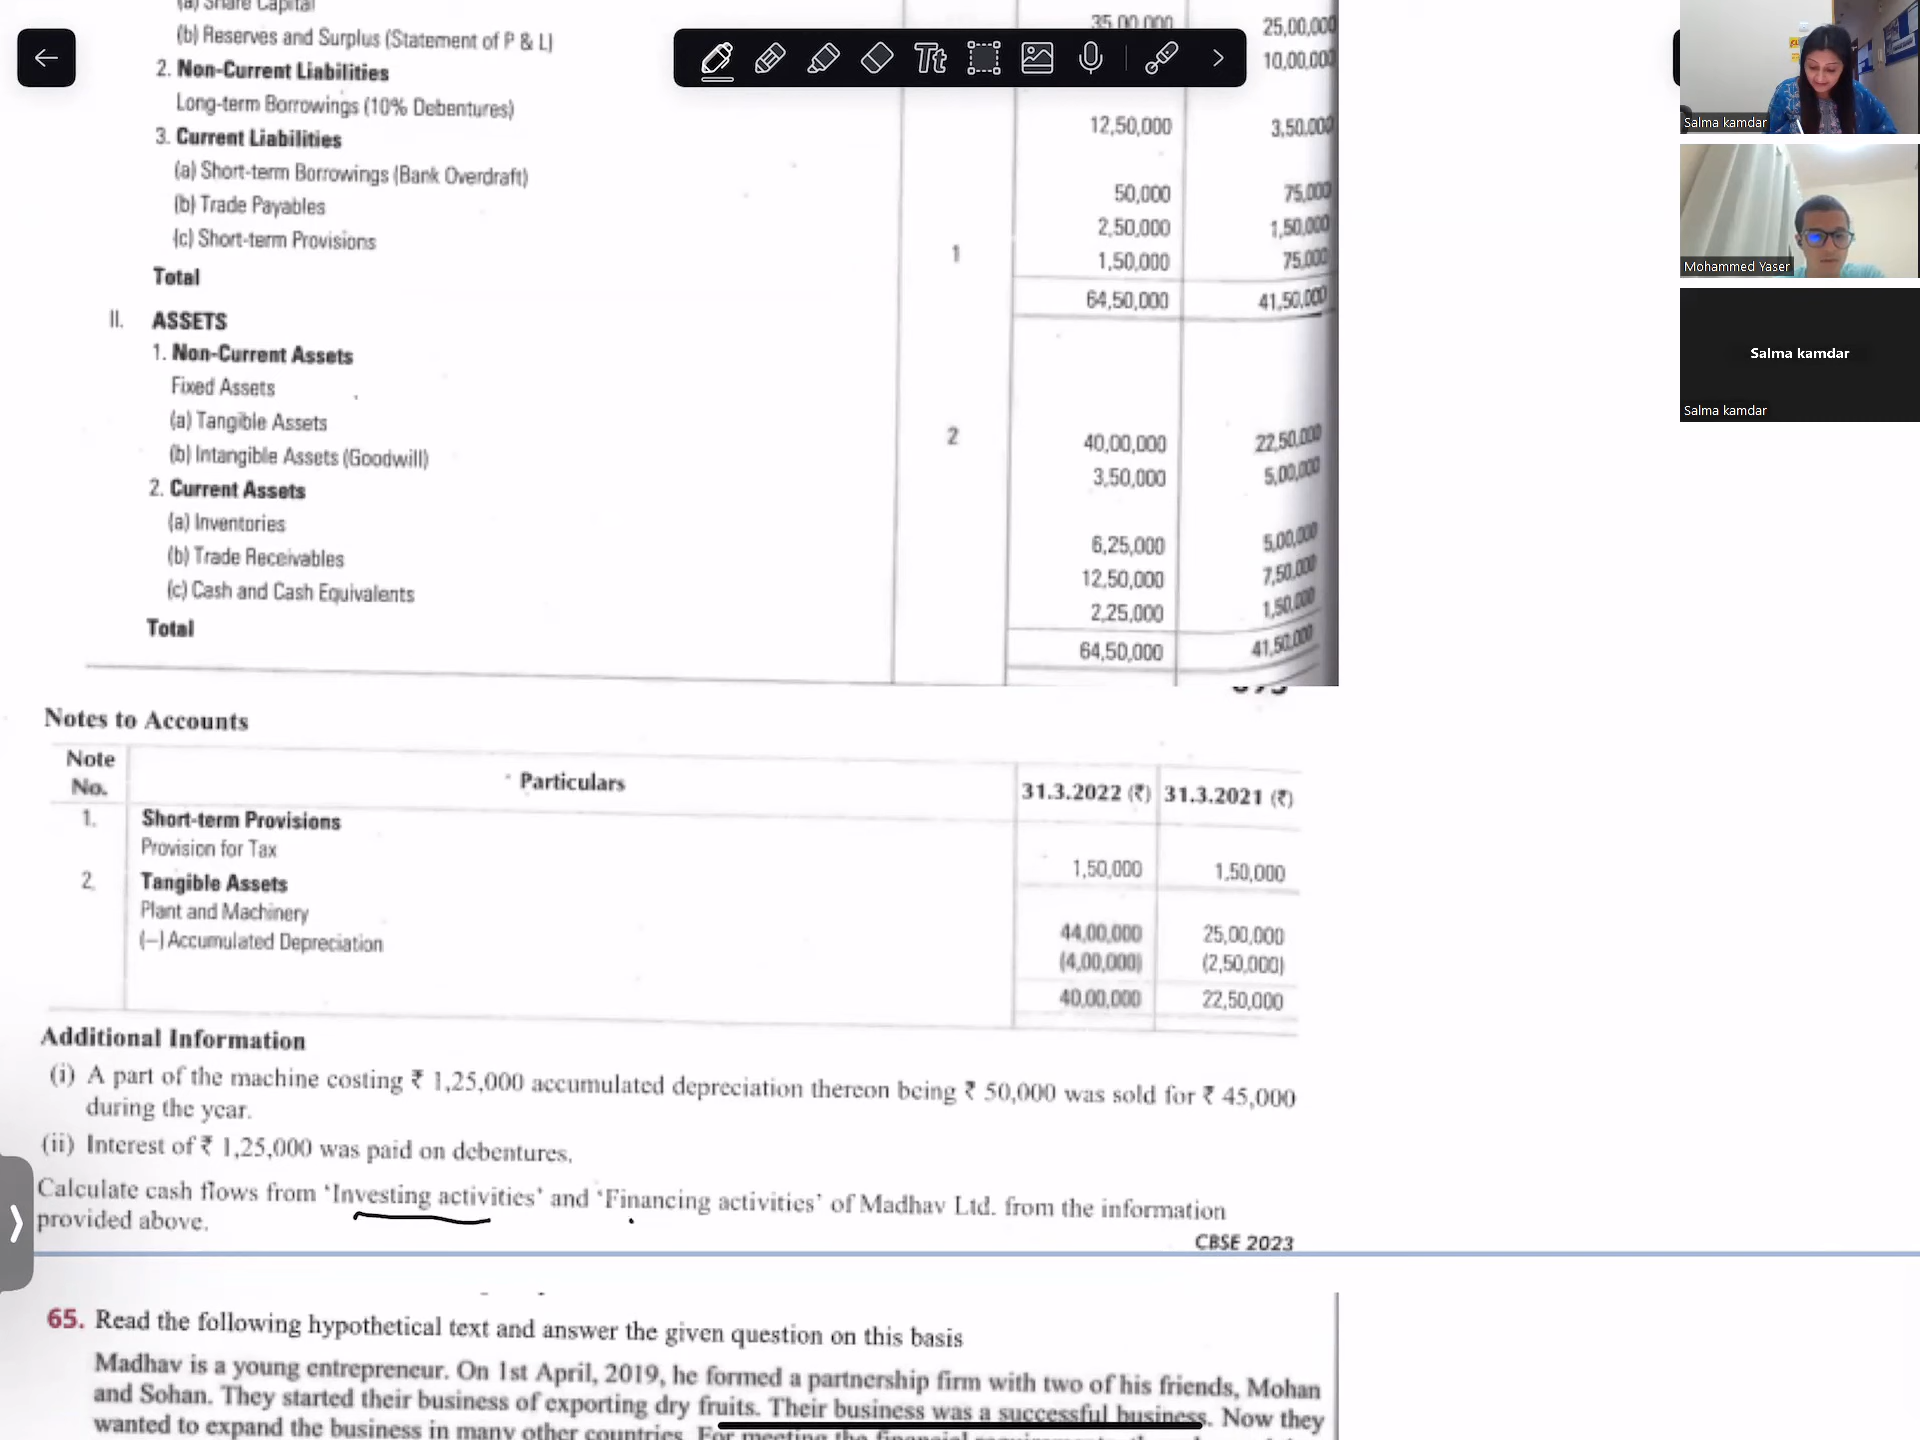 (a) Share Capital
35,00,000 25,00,000
(b) Reserves and Surplus (Statement of P & L) 10,00,000
2. Non-Current Liabilities
Long-term Borrowings (10% Debentures) 12,50,000 3,50,000
3. Current Liabilities
(a) Short-term Borrowings (Bank Overdraft) 50,000 75,000
(b) Trade Payables 2,50,000 1,50,000
(c) Short-term Provisions 1 1,50,000 75,000
Total 64,50,000 41,50,000
II. ASSETS
1. Non-Current Assets
Fixed Assets
(a) Tangible Assets 2 40,00,000 22,50,000
(b) Intangible Assets (Goodwill) 3,50,000 5,00,000
2. Current Assets
(a) Inventories 6,25,000 5,00,000
(b) Trade Receivables 12,50,000 7,50,000
(c) Cash and Cash Equivalents 2,25,000 1,50,000
Total 64,50,000 41,50,000
Notes to Accounts
Note No. Particulars 31.3.2022 (₹) 31.3.2021 (₹)
1. Short-term Provisions
Provision for Tax 1,50,000 1,50,000
2. Tangible Assets
Plant and Machinery 44,00,000 25,00,000
(–) Accumulated Depreciation (4,00,000) (2,50,000)
40,00,000 22,50,000
Additional Information
(i) A part of the machine costing ₹ 1,25,000 accumulated depreciation thereon being ₹ 50,000 was sold for ₹ 45,000
during the year.
(ii) Interest of ₹ 1,25,000 was paid on debentures.
Calculate cash flows from 'Investing activities' and 'Financing activities' of Madhav Ltd. from the information
provided above.
CBSE 2023
65. Read the following hypothetical text and answer the given question on this basis
Madhav is a young entrepreneur. On 1st April, 2019, he formed a partnership firm with two of his friends, Mohan
and Sohan. They started their business of exporting dry fruits. Their business was a successful business. Now they
wanted to expand the business in many other countries. For meeting the financial
Tt
Salma kamdar
Mohammed Yaser
Salma kamdar
Salma kamdar